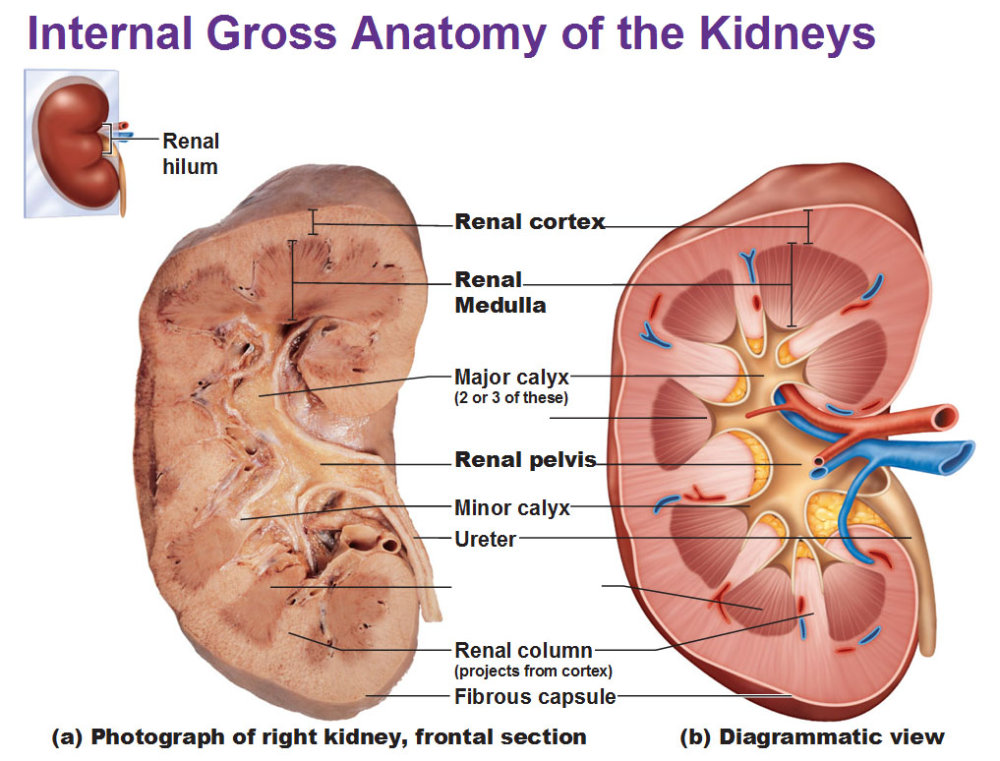 Internal Gross Anatomy of the Kidneys
Renal
hilum
Renal cortex
Renal
Medulla
Major calyx
(2 or 3 of these)
Renal pelvis
Minor calyx
Ureter
Renal column
(projects from cortex)
Fibrous capsule
(a) Photograph of right kidney, frontal section
(b) Diagrammatic view